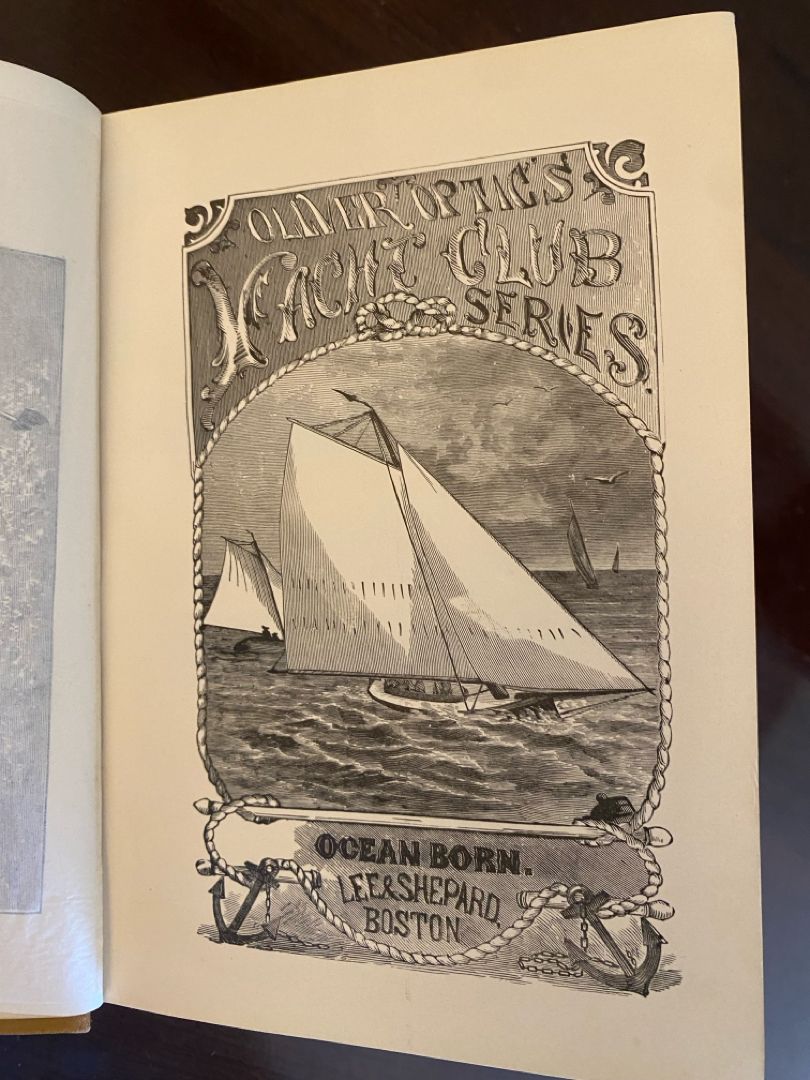 OLIVER OPTIC'S
YACHT CLUB
SERIES.
OCEAN BORN.
LEE & SHEPARD,
BOSTON